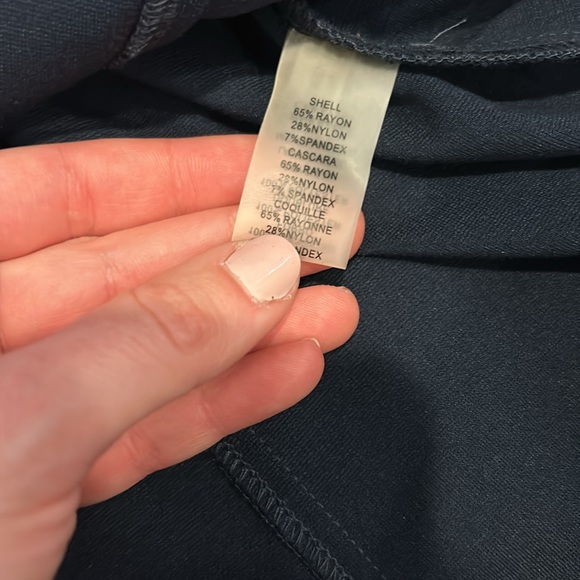 SHELL
65% RAYON
28%NYLON
7%SPANDEX
CASCARA
65% RAYON
28%NYLON
7% SPANDEX
COQUILLE
65% RAYONNE
28%NYLON
NDEX